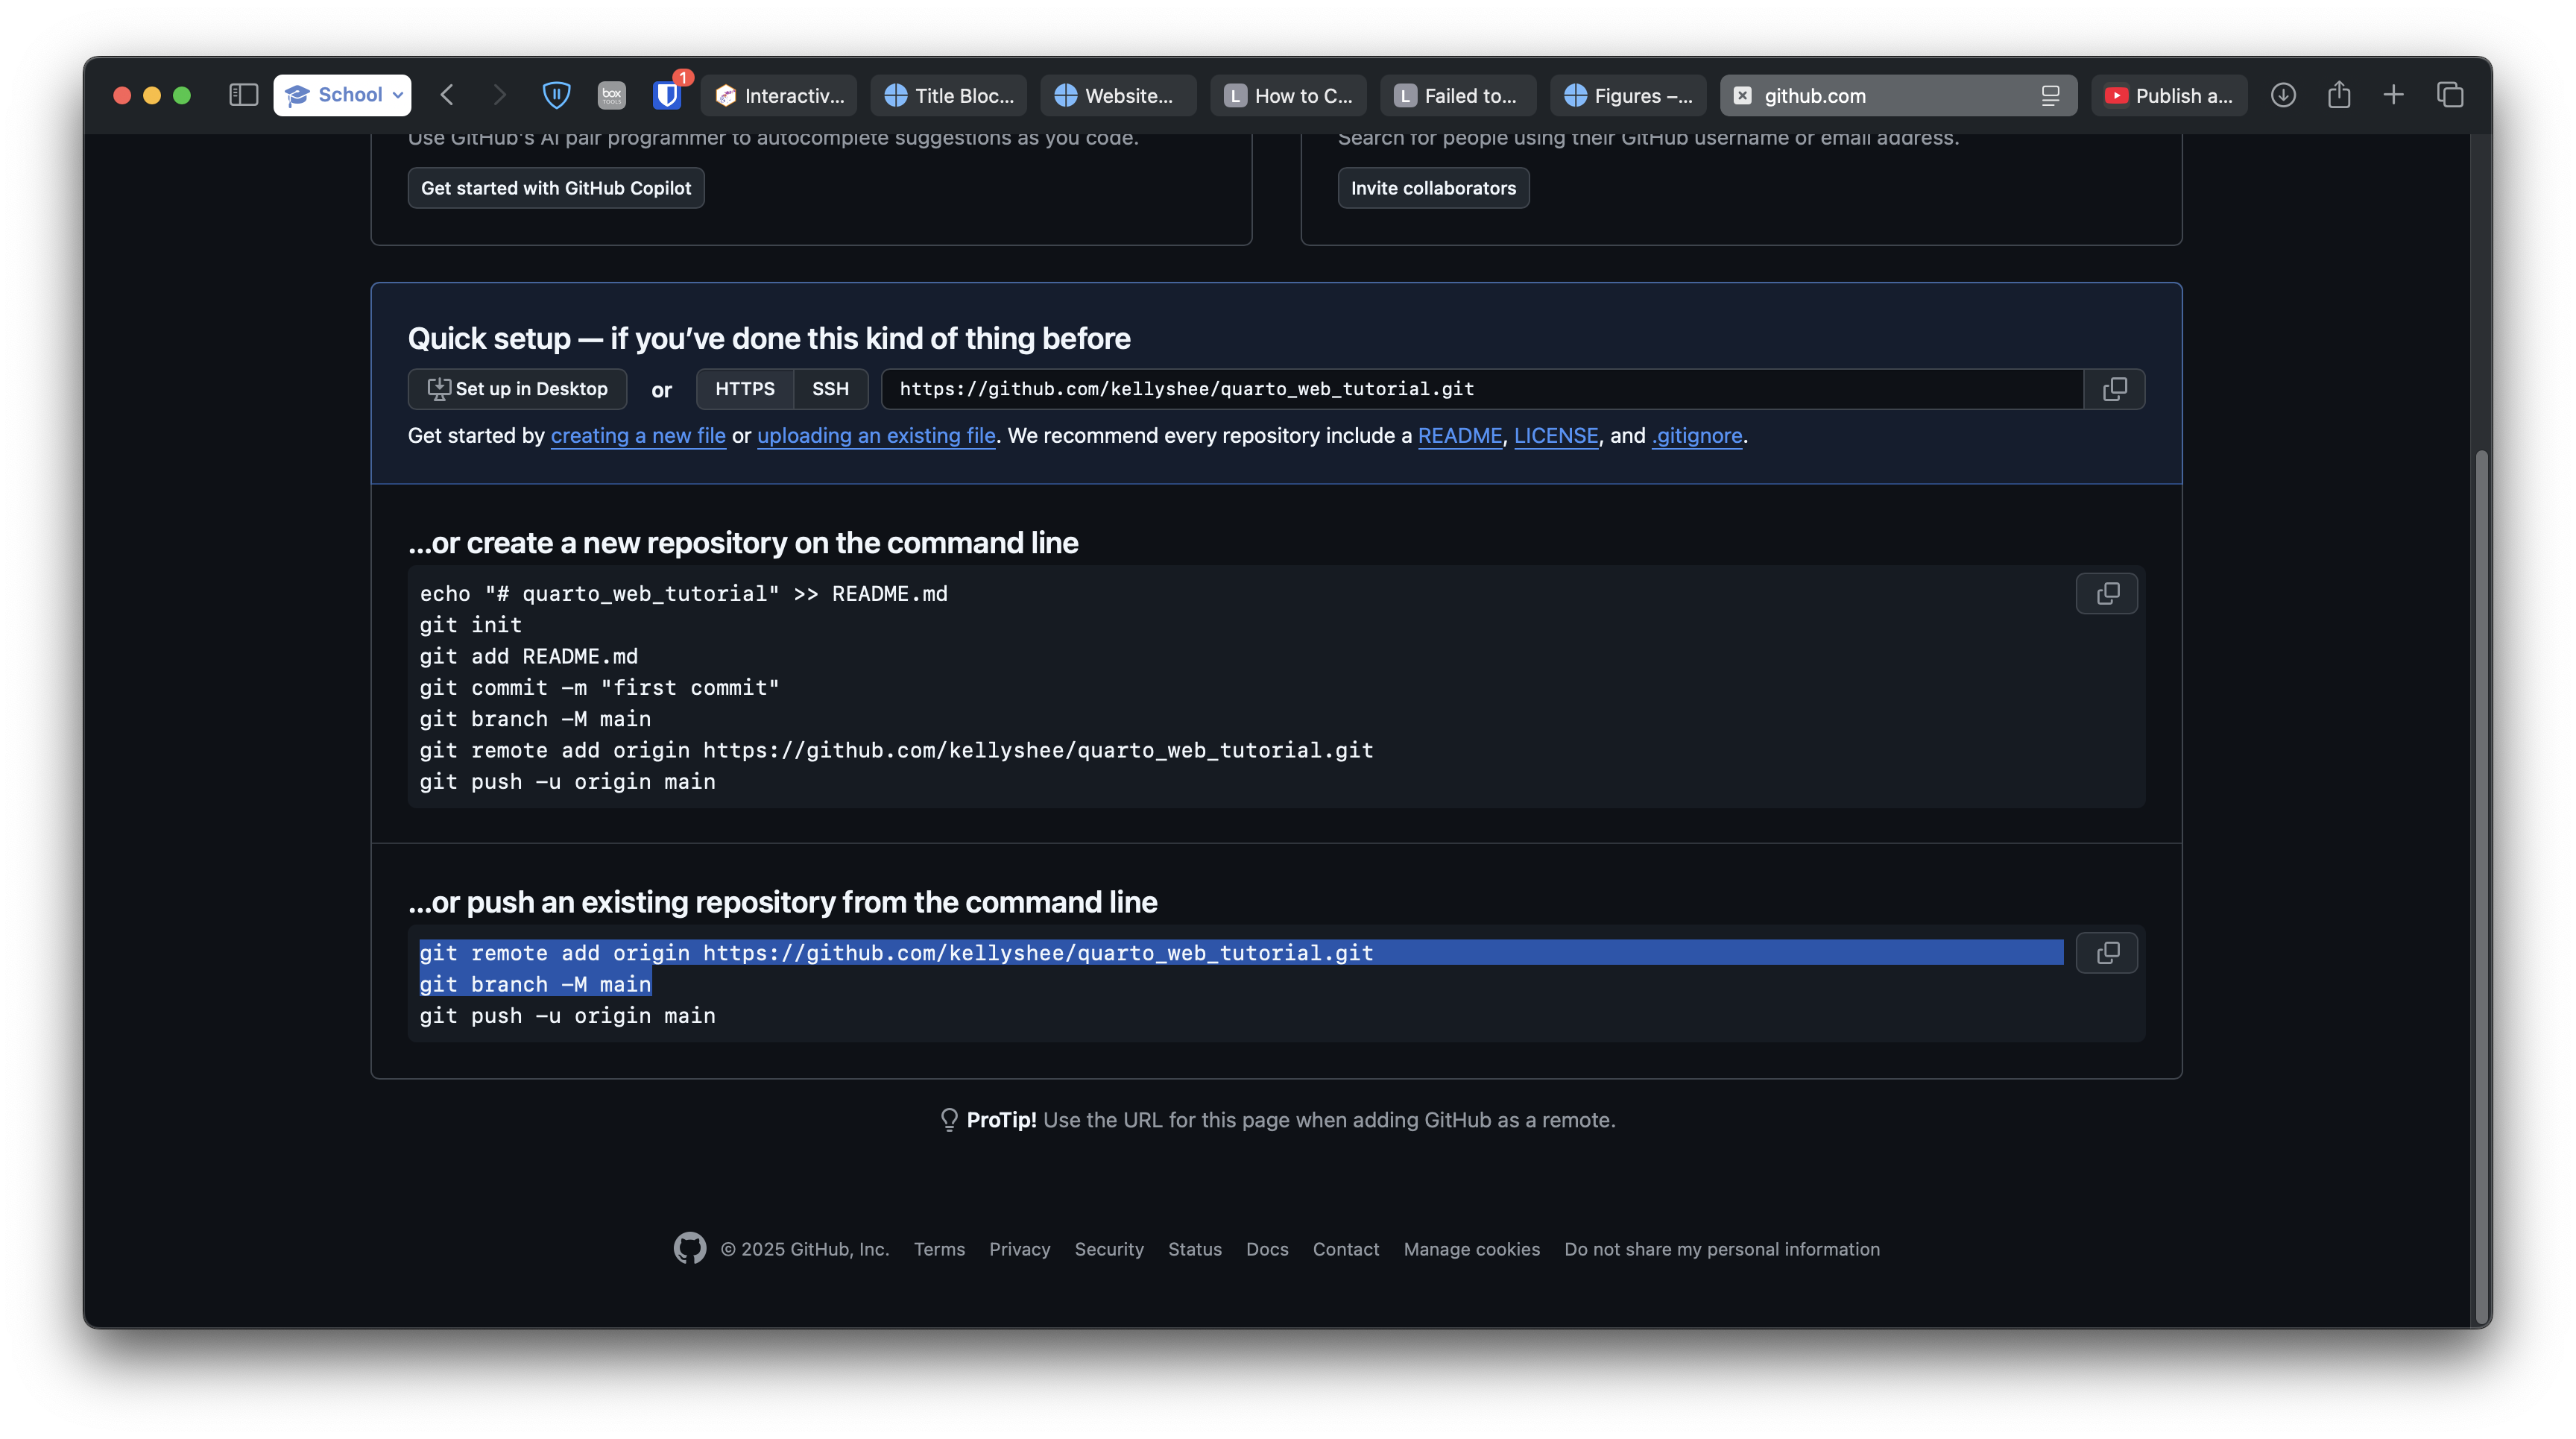 School
1
Interactiv...
Title Bloc...
Website...
L How to C...
L Failed to...
Figures –...
github.com
Publish a...
box
TOOLS
Use GitHub's AI pair programmer to autocomplete suggestions as you code.
Search for people using their GitHub username or email address.
Get started with GitHub Copilot
Invite collaborators
Quick setup — if you've done this kind of thing before
Set up in Desktop or HTTPS SSH https://github.com/kellyshee/quarto_web_tutorial.git
Get started by creating a new file or uploading an existing file. We recommend every repository include a README, LICENSE, and .gitignore.
...or create a new repository on the command line
echo "# quarto_web_tutorial" >> README.md
git init
git add README.md
git commit -m "first commit"
git branch -M main
git remote add origin https://github.com/kellyshee/quarto_web_tutorial.git
git push -u origin main
...or push an existing repository from the command line
git remote add origin https://github.com/kellyshee/quarto_web_tutorial.git
git branch -M main
git push -u origin main
ProTip! Use the URL for this page when adding GitHub as a remote.
© 2025 GitHub, Inc. Terms Privacy Security Status Docs Contact Manage cookies Do not share my personal information